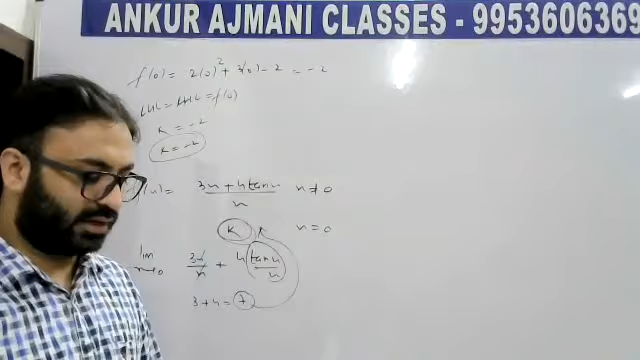 ANKUR AJMANI CLASSES - 9953606369
f(0) = 2(0)² + 3(0) - 2 = -2
LHL = RHL = f(0)
K = -2
K = -2
(x) = 3x + 4tanx / x x ≠ 0
K x = 0
lim x→0 3x/x + 4 tanx/x
3 + 4 = 7